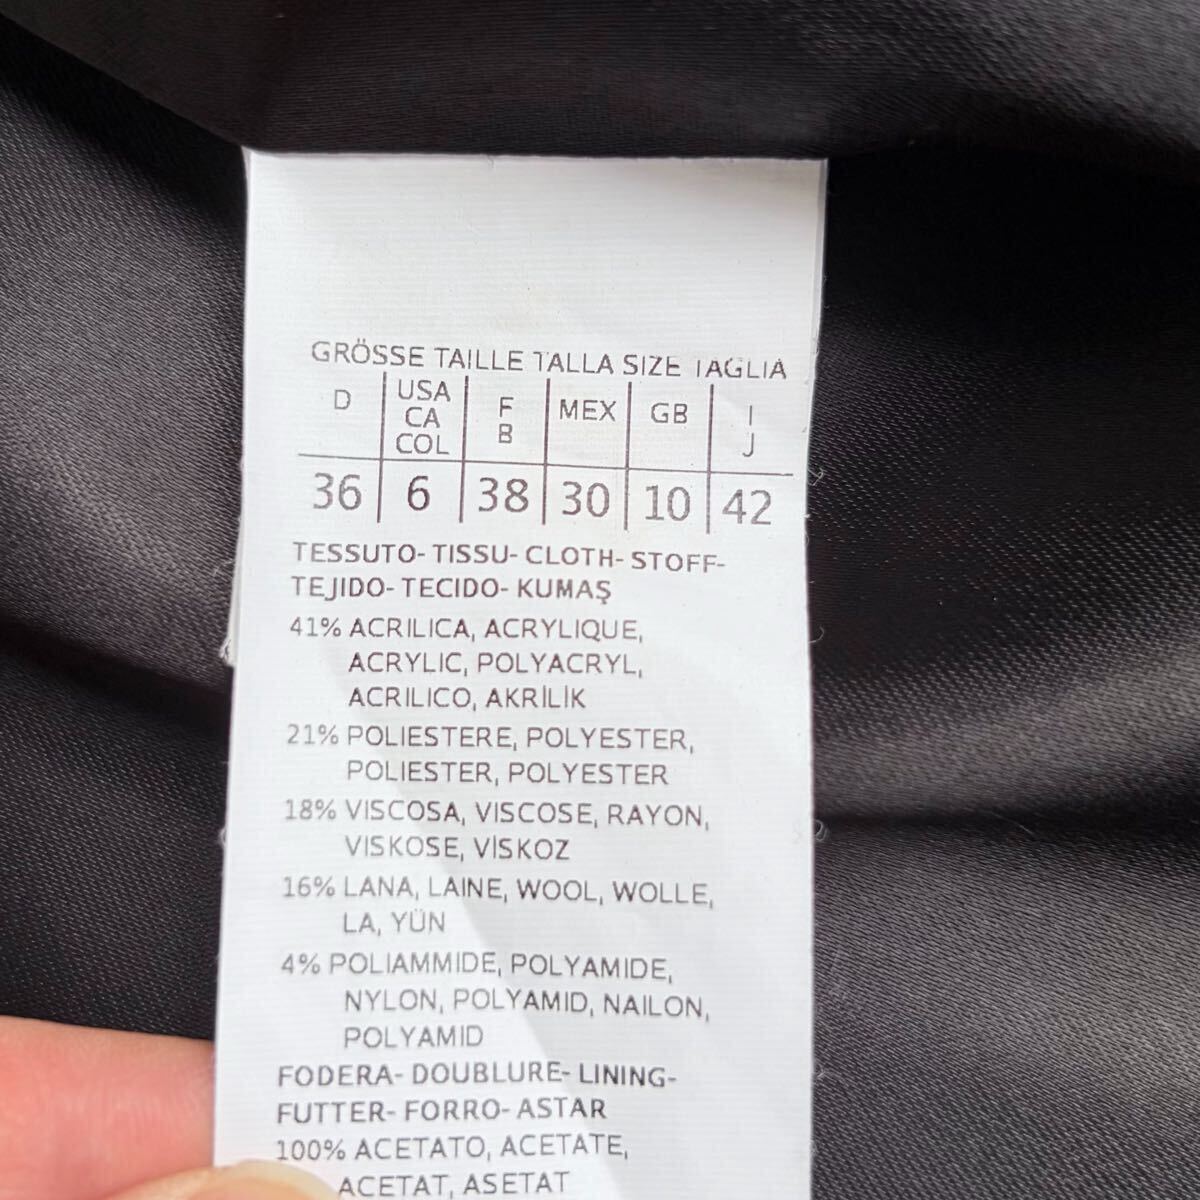 GRÖSSE TAILLE TALLA SIZE TAGLIA
D | USA CA COL | F B | MEX | GB | I J
36 | 6 | 38 | 30 | 10 | 42
TESSUTO- TISSU- CLOTH- STOFF-
TEJIDO- TECIDO- KUMAŞ
41% ACRILICA, ACRYLIQUE,
ACRYLIC, POLYACRYL,
ACRILICO, AKRİLİK
21% POLIESTERE, POLYESTER,
POLIESTER, POLYESTER
18% VISCOSA, VISCOSE, RAYON,
VISKOSE, VİSKOZ
16% LANA, LAINE, WOOL, WOLLE,
LA, YÜN
4% POLIAMMIDE, POLYAMIDE,
NYLON, POLYAMID, NAILON,
POLYAMID
FODERA- DOUBLURE- LINING-
FUTTER- FORRO- ASTAR
100% ACETATO, ACETATE,
ACETAT, ASETAT